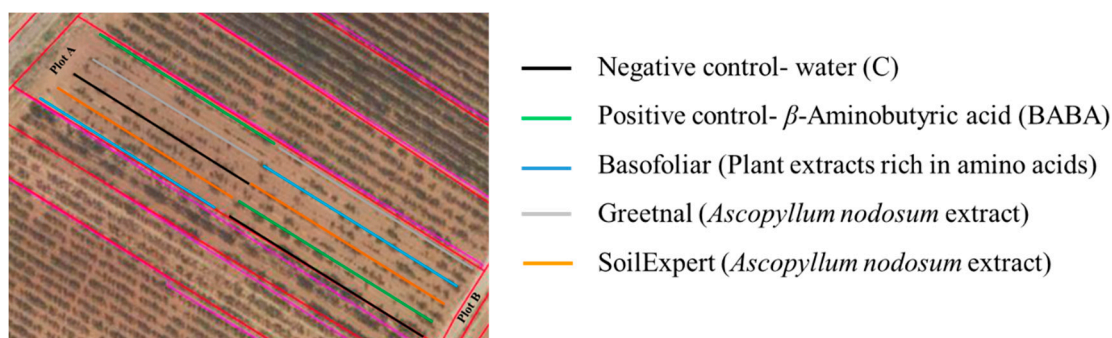 Plot A
Plot B
Negative control- water (C)
Positive control- β-Aminobutyric acid (BABA)
Basofoliar (Plant extracts rich in amino acids)
Greetnal (Ascopyllum nodosum extract)
SoilExpert (Ascopyllum nodosum extract)